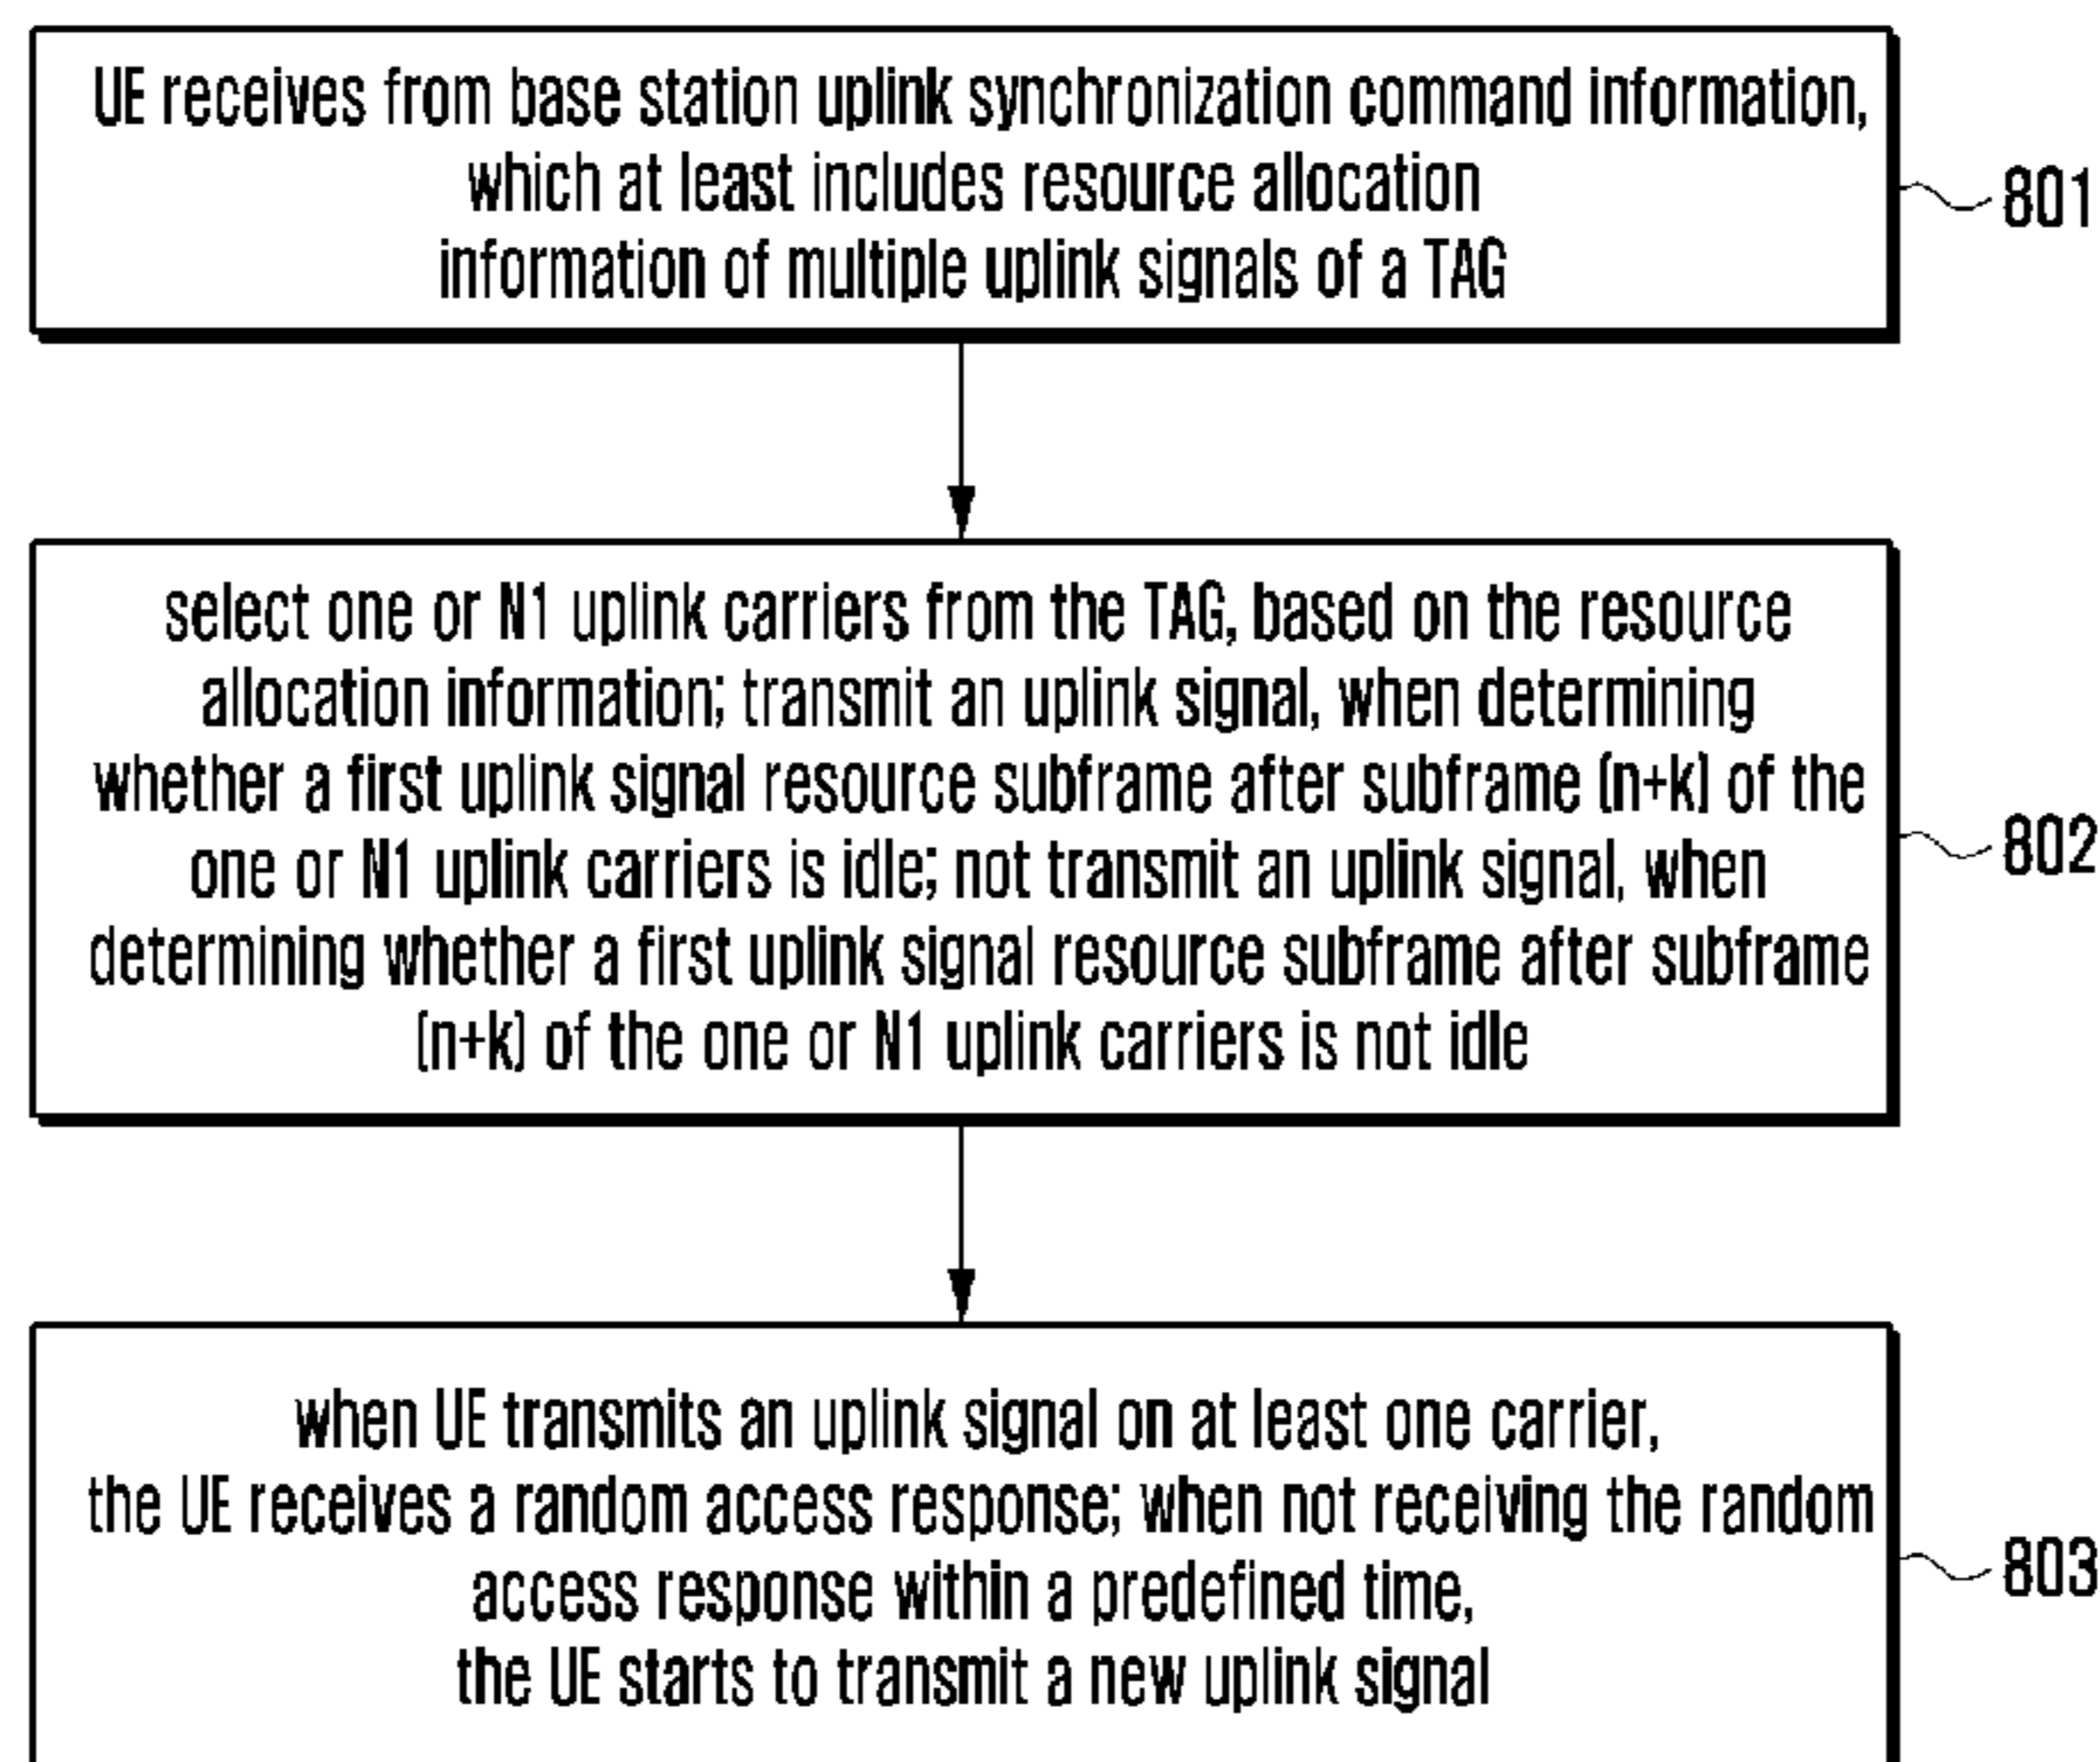 UE receives from base station uplink synchronization command information,
which at least includes resource allocation
information of multiple uplink signals of a TAG
801
select one or N1 uplink carriers from the TAG, based on the resource
allocation information; transmit an uplink signal, when determining
whether a first uplink signal resource subframe after subframe (n+k) of the
one or N1 uplink carriers is idle; not transmit an uplink signal, when
determining whether a first uplink signal resource subframe after subframe
(n+k) of the one or N1 uplink carriers is not idle
802
when UE transmits an uplink signal on at least one carrier,
the UE receives a random access response; when not receiving the random
access response within a predefined time,
the UE starts to transmit a new uplink signal
803